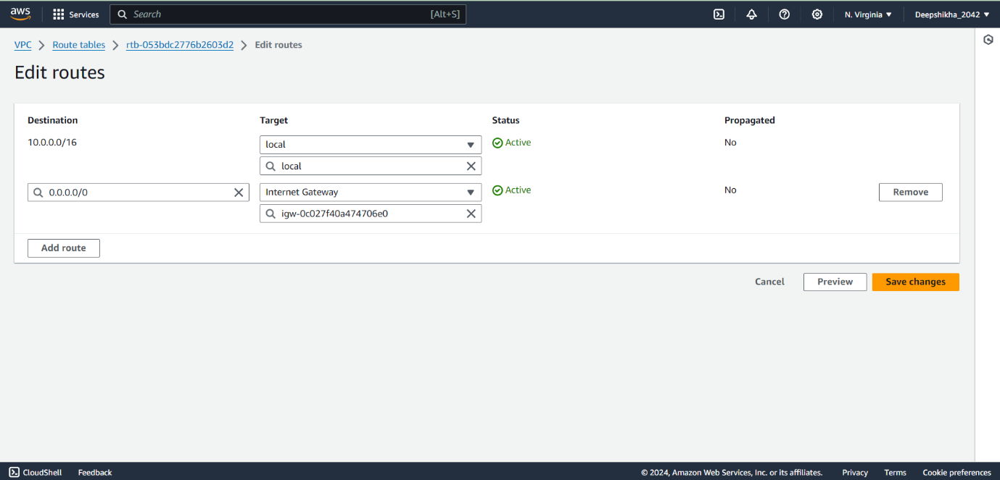 aws Services Search [Alt+S] N. Virginia Deepshikha_2042
VPC Route tables rtb-053bdc2776b2603d2 Edit routes
Edit routes
Destination Target Status Propagated
10.0.0.0/16 local Active No
local
0.0.0.0/0 Internet Gateway Active No Remove
igw-0c027f40a474706e0
Add route
Cancel Preview Save changes
CloudShell Feedback © 2024, Amazon Web Services, Inc. or its affiliates. Privacy Terms Cookie preferences